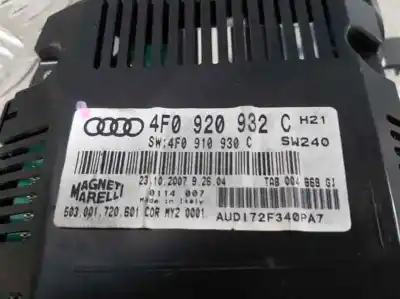 4F0 920 932 C H21
SW:4F0 910 930 C SW240
MAGNETI MARELLI
23.10.2007 9.26.04 TAB 004 669 GI
0114 007
Made in Italy
603.001.720.601 COR MY2 0001 AUDI72F340PA7